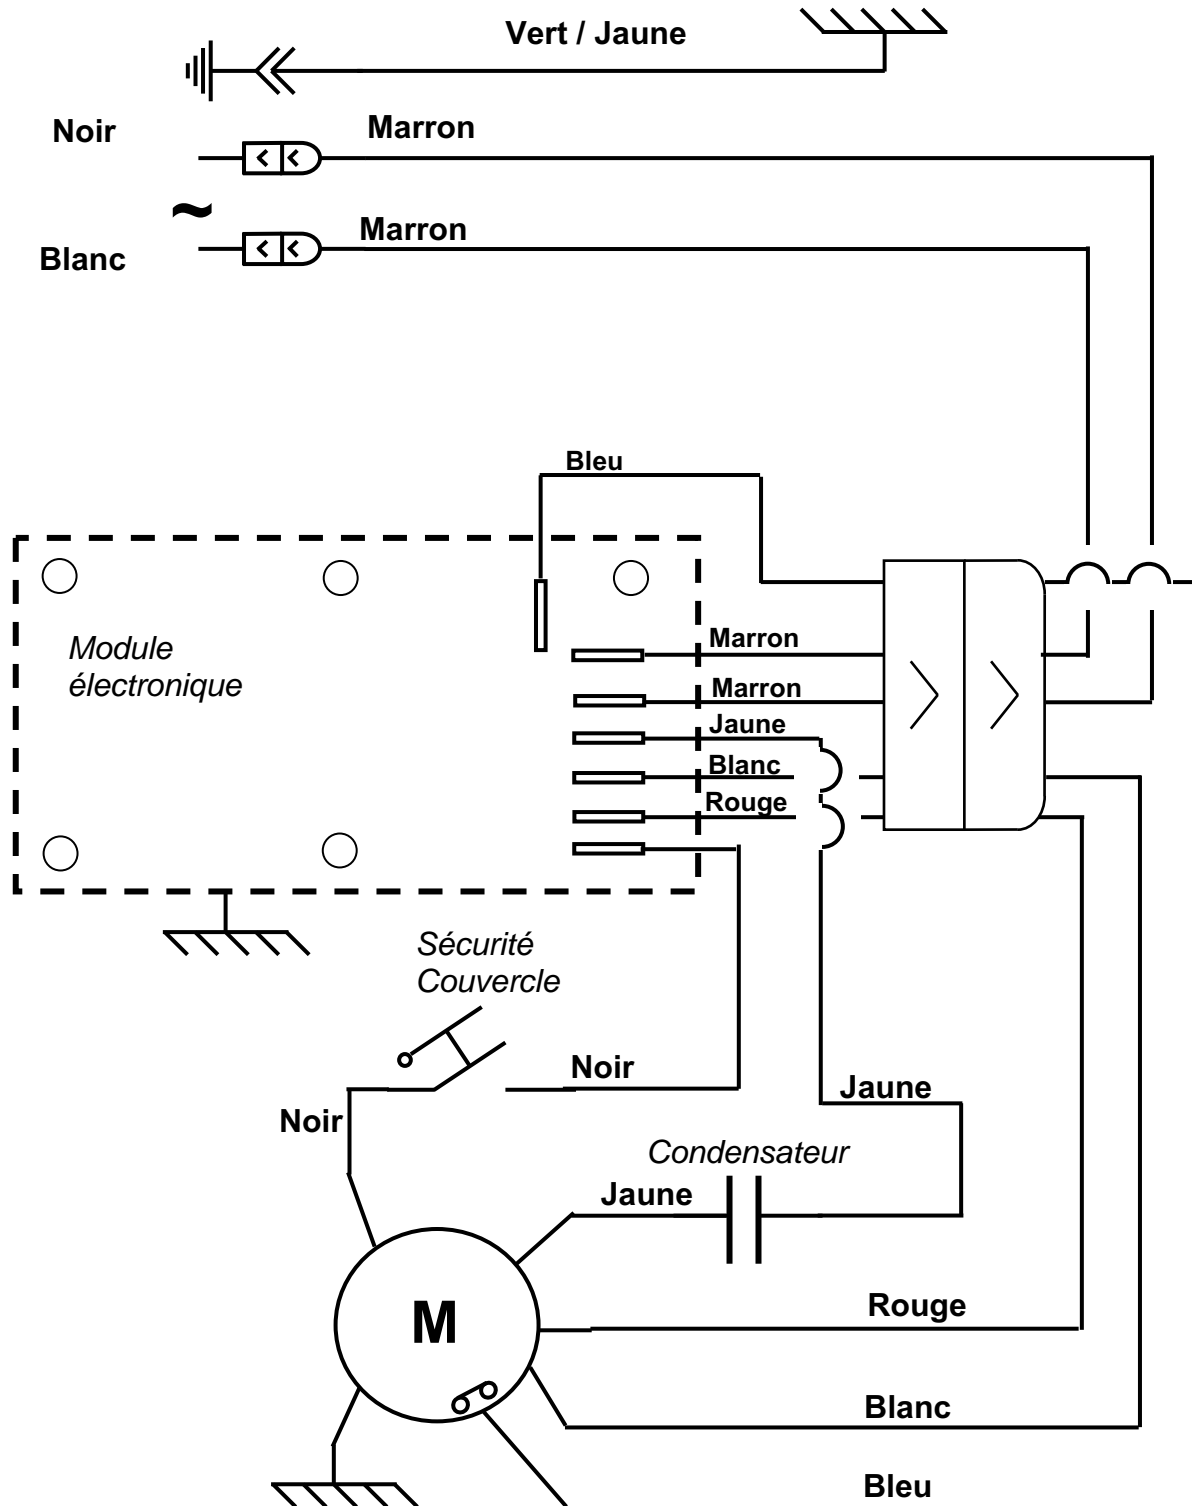 Vert / Jaune
Noir
Marron
~
Blanc
Marron
Bleu
Module
électronique
Marron
Marron
Jaune
Blanc
Rouge
Sécurité
Couvercle
Noir
Noir
Jaune
Condensateur
Jaune
M
Rouge
Blanc
Bleu